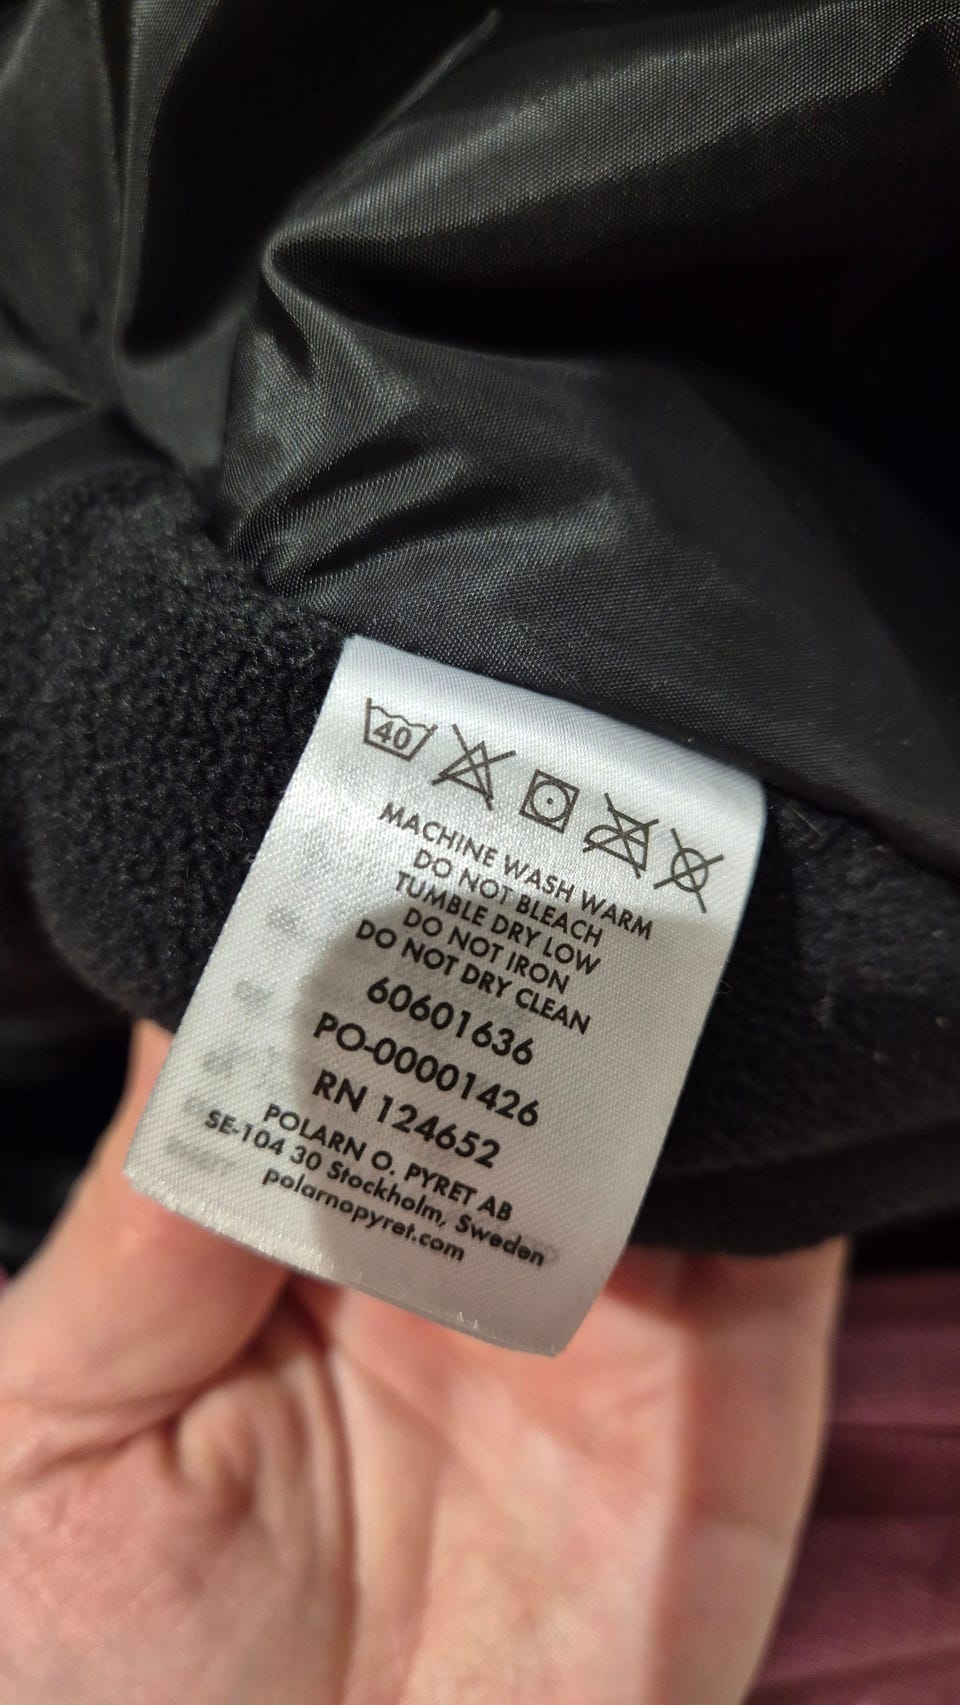 40
MACHINE WASH WARM
DO NOT BLEACH
TUMBLE DRY LOW
DO NOT IRON
DO NOT DRY CLEAN
60601636
PO-00001426
RN 124652
POLARN O. PYRET AB
SE-104 30 Stockholm, Sweden
polarnopyret.com